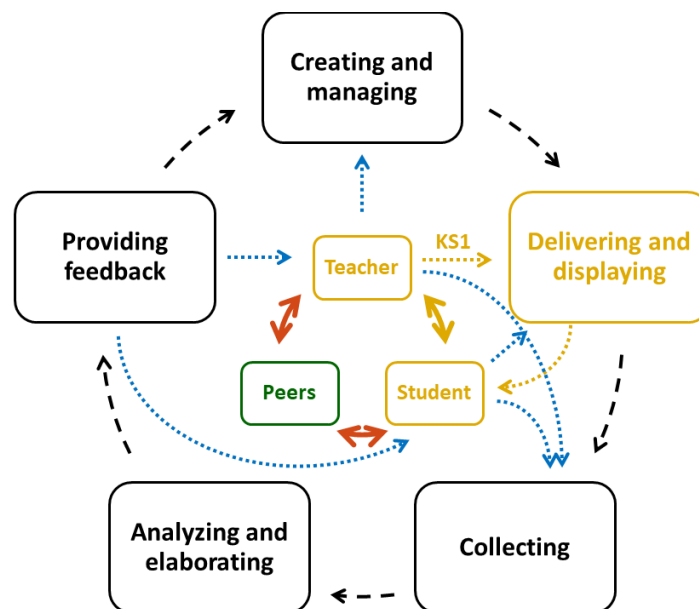 Creating and
managing
Providing
feedback
KS1
Teacher
Delivering and
displaying
Peers
Student
Analyzing and
elaborating
Collecting